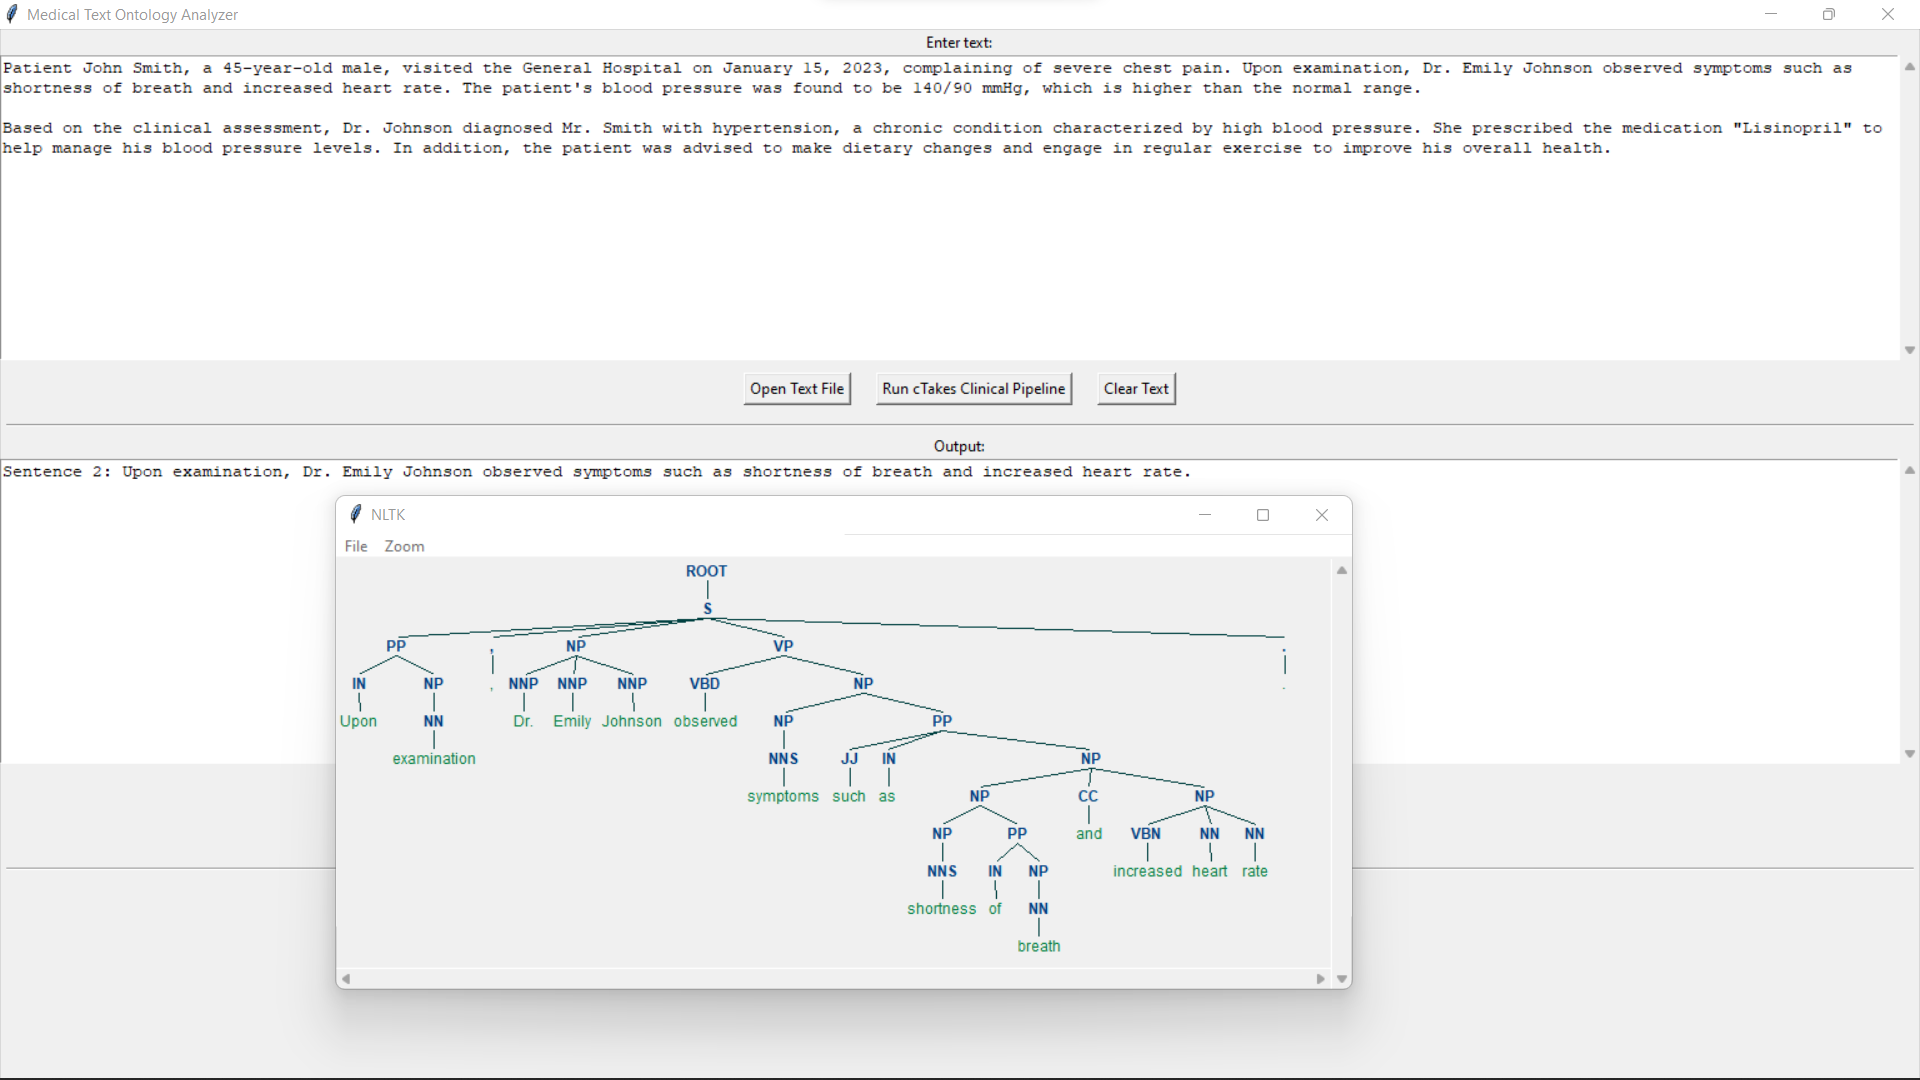 Medical Text Ontology Analyzer
Enter text:
Patient John Smith, a 45-year-old male, visited the General Hospital on January 15, 2023, complaining of severe chest pain. Upon examination, Dr. Emily Johnson observed symptoms such as
shortness of breath and increased heart rate. The patient's blood pressure was found to be 140/90 mmHg, which is higher than the normal range.
Based on the clinical assessment, Dr. Johnson diagnosed Mr. Smith with hypertension, a chronic condition characterized by high blood pressure. She prescribed the medication "Lisinopril" to
help manage his blood pressure levels. In addition, the patient was advised to make dietary changes and engage in regular exercise to improve his overall health.
Open Text File Run cTakes Clinical Pipeline Clear Text
Output:
Sentence 2: Upon examination, Dr. Emily Johnson observed symptoms such as shortness of breath and increased heart rate.
NLTK
File Zoom
ROOT
S
PP , NP VP .
IN NP , NNP NNP NNP VBD NP .
Upon NN Dr. Emily Johnson observed NP PP
examination NNS JJ IN NP
symptoms such as NP CC NP
NP PP and VBN NN NN
NNS IN NP increased heart rate
shortness of NN
breath